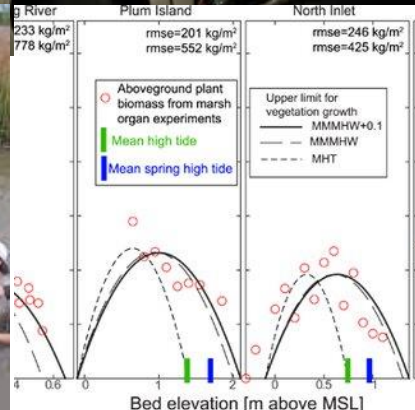 g River
233 kg/m²
778 kg/m²
0.6
Plum Island
rmse=201 kg/m²
rmse=552 kg/m²
Aboveground plant
biomass from marsh
organ experiments
Mean high tide
Mean spring high tide
0
1
2
North Inlet
rmse=246 kg/m²
rmse=425 kg/m²
Upper limit for
vegetation growth
MMMHW+0.1
MMMHW
MHT
0
0.5
1
Bed elevation [m above MSL]